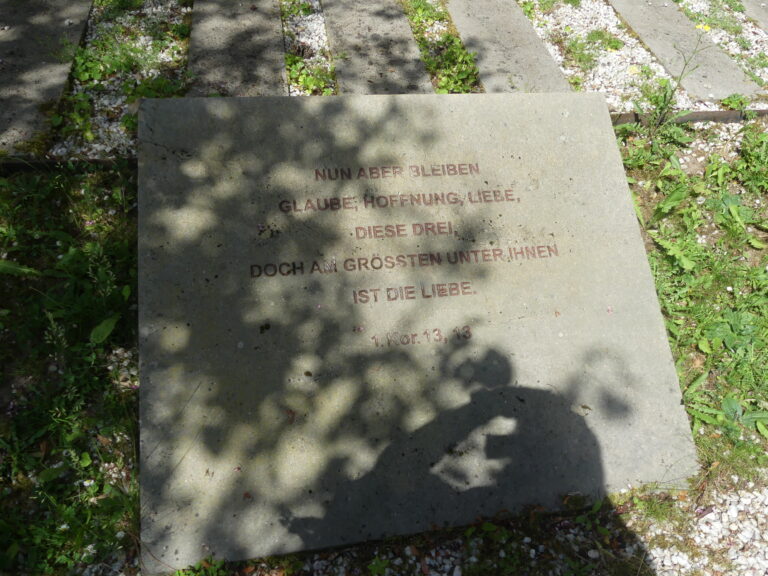 NUN ABER BLEIBEN
GLAUBE, HOFFNUNG, LIEBE,
DIESE DREI,
DOCH AM GRÖSSTEN UNTER IHNEN
IST DIE LIEBE.
1. Kor. 13, 13